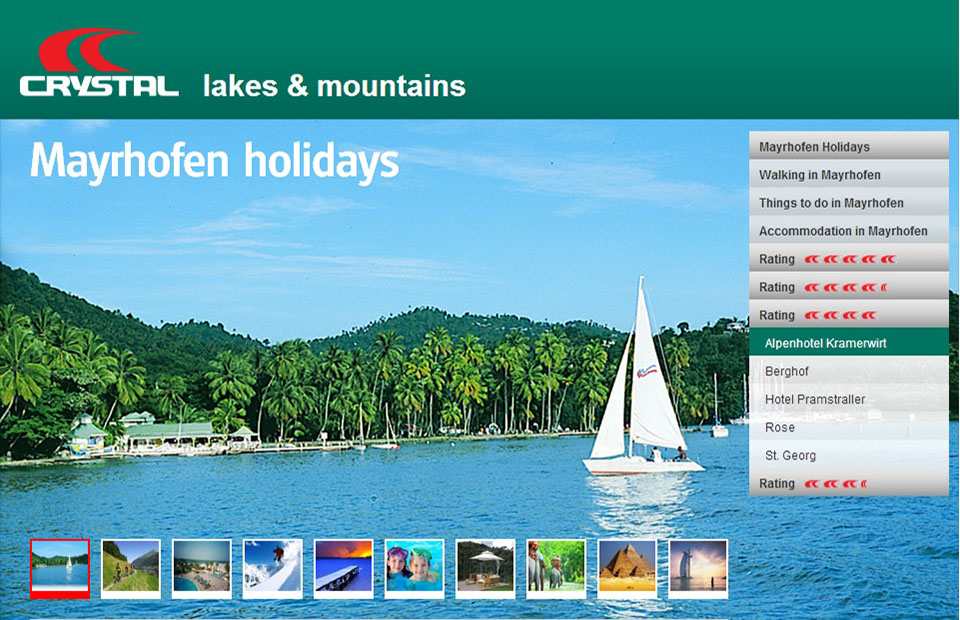 CRYSTAL lakes & mountains
Mayrhofen holidays
Mayrhofen Holidays
Walking in Mayrhofen
Things to do in Mayrhofen
Accommodation in Mayrhofen
Rating
Rating
Rating
Alpenhotel Kramerwirt
Berghof
Hotel Pramstraller
Rose
St. Georg
Rating